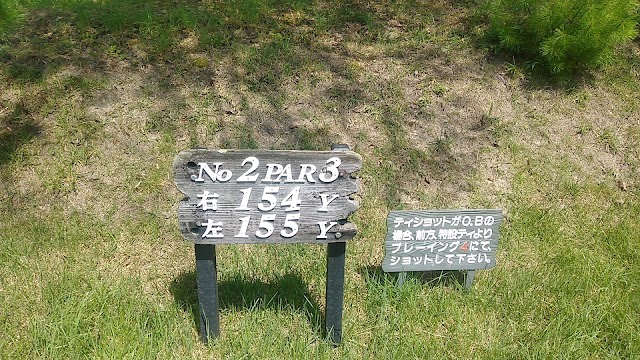 No 2 PAR 3
右 154 Y
左 155 Y
ティショットがO.Bの
場合、前方、特設ティより
プレーイング4にて、
ショットして下さい。